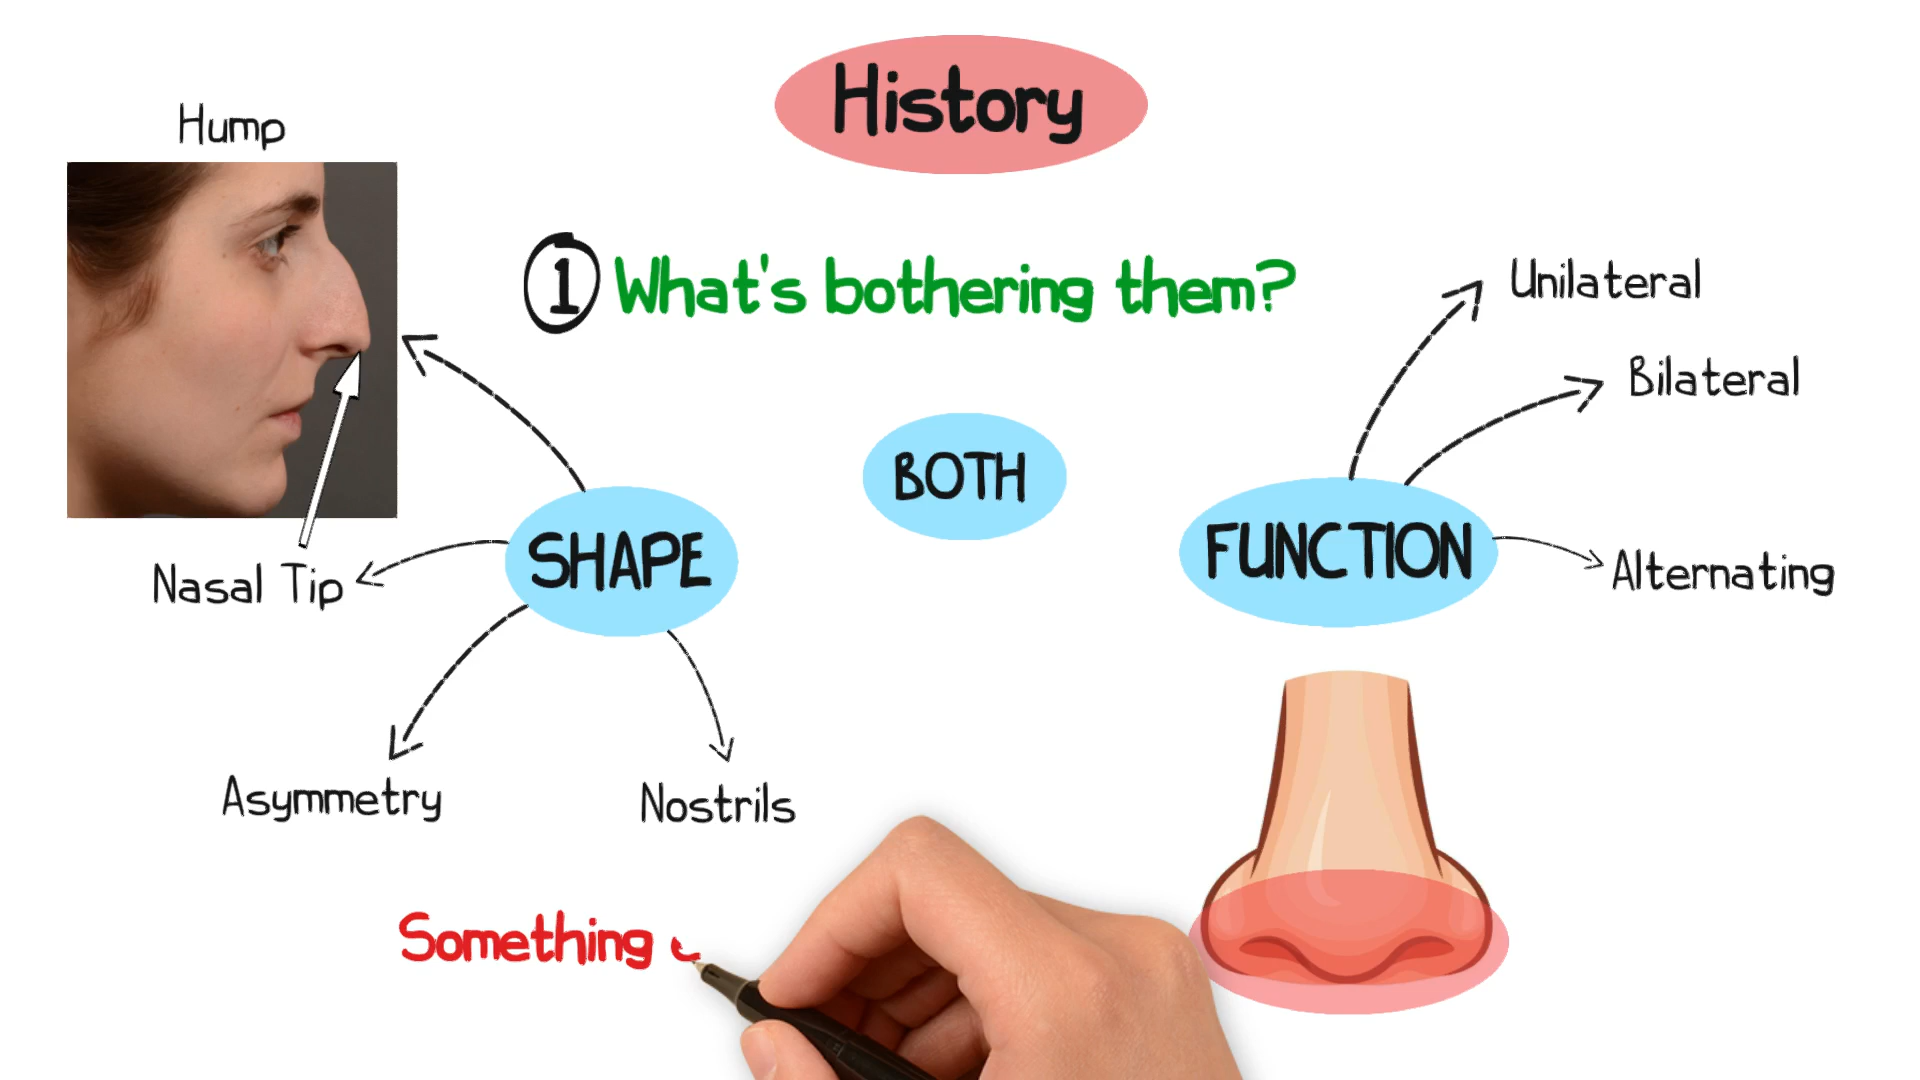 History
Hump
1 What's bothering them?
Unilateral
Bilateral
BOTH
SHAPE
FUNCTION
Nasal Tip
Alternating
Asymmetry
Nostrils
Something